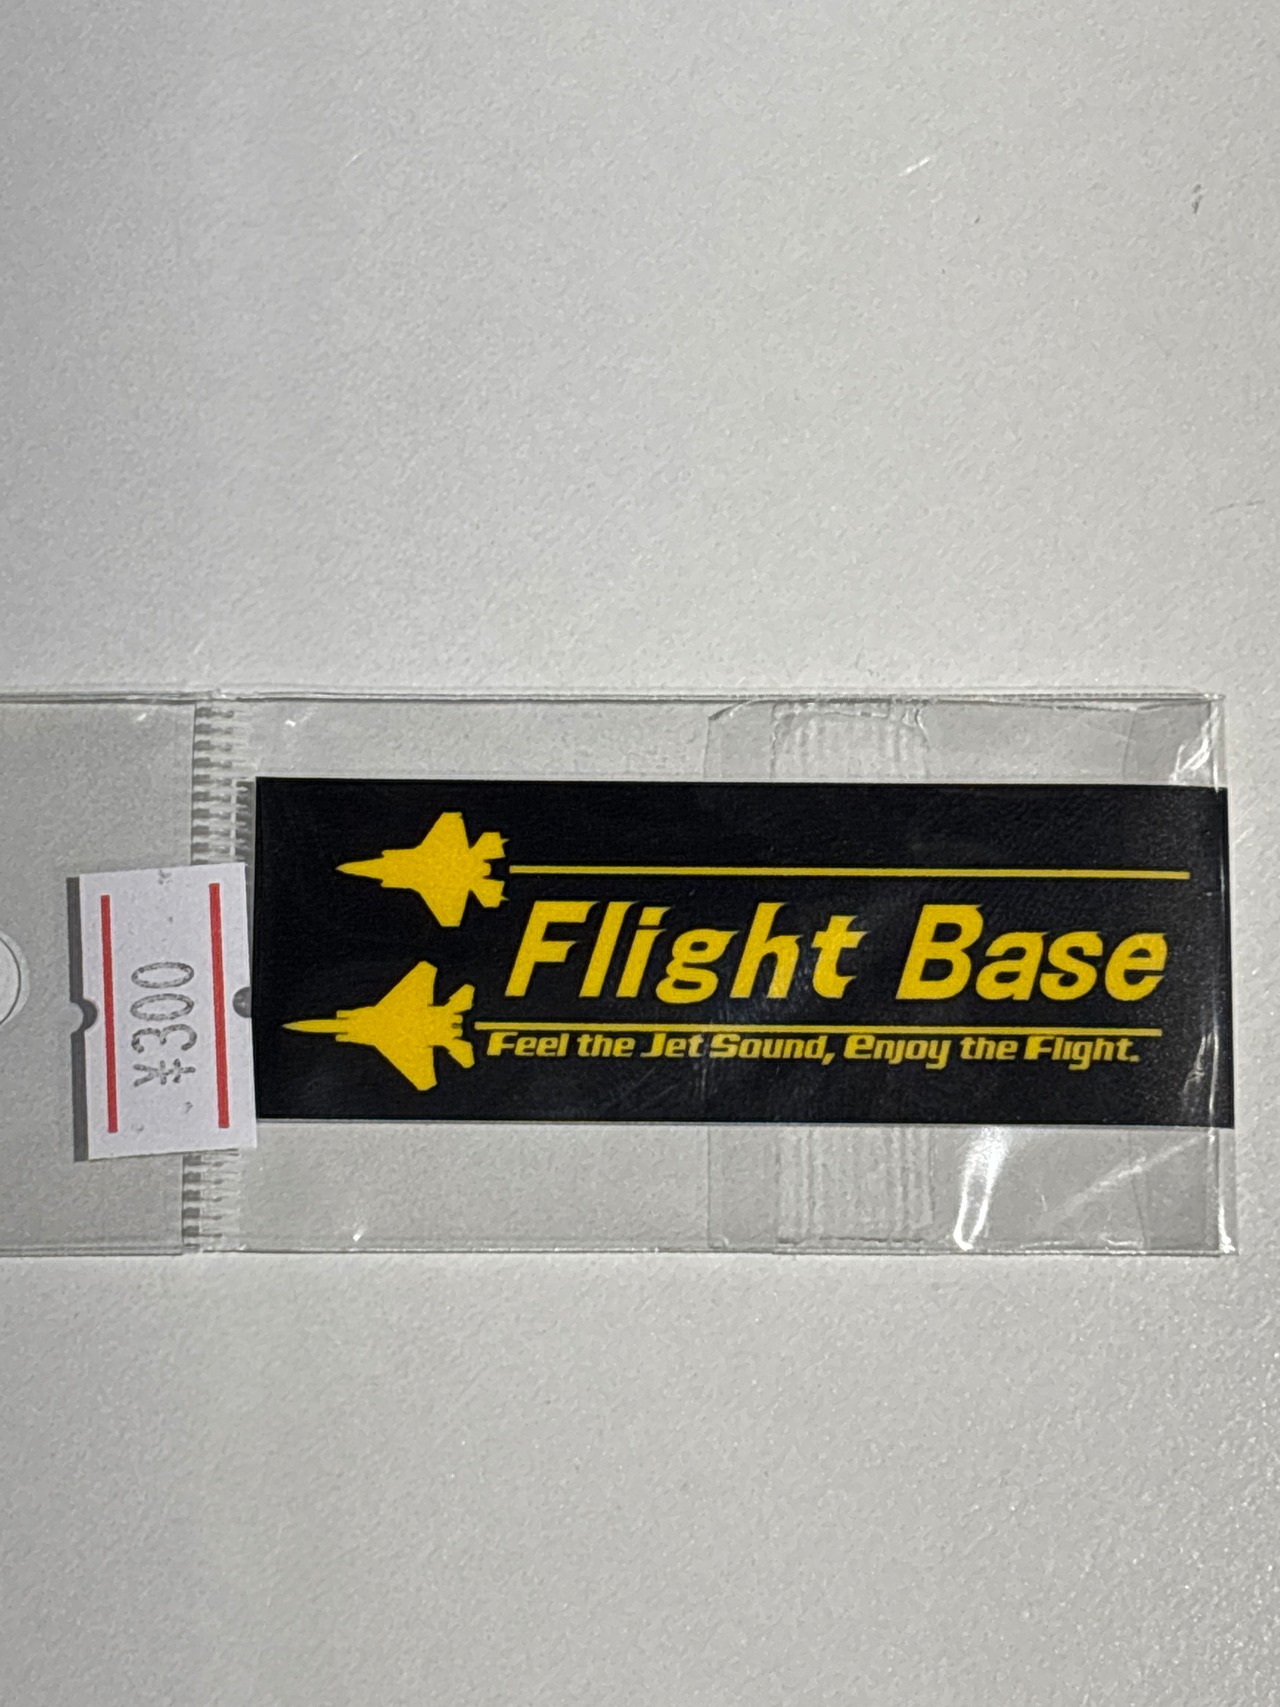 Flight Base
Feel the Jet Sound, Enjoy the Flight.
¥300